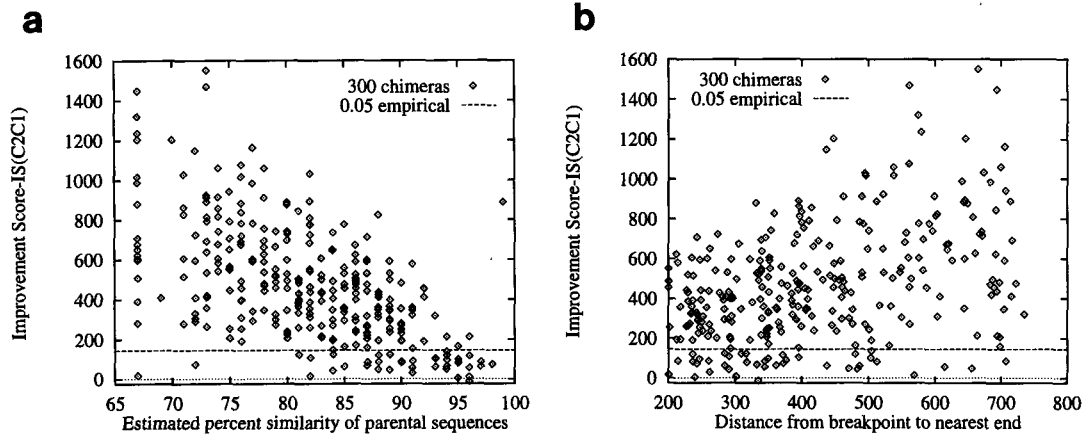 a
1600
1400
1200
1000
800
600
400
200
0
Improvement Score-IS(C2C1)
300 chimeras
0.05 empirical
65 70 75 80 85 90 95 100
Estimated percent similarity of parental sequences
b
1600
1400
1200
1000
800
600
400
200
0
Improvement Score-IS(C2C1)
300 chimeras
0.05 empirical
200 300 400 500 600 700 800
Distance from breakpoint to nearest end